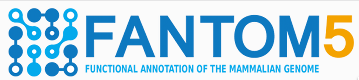 FANTOM5
FUNCTIONAL ANNOTATION OF THE MAMMALIAN GENOME